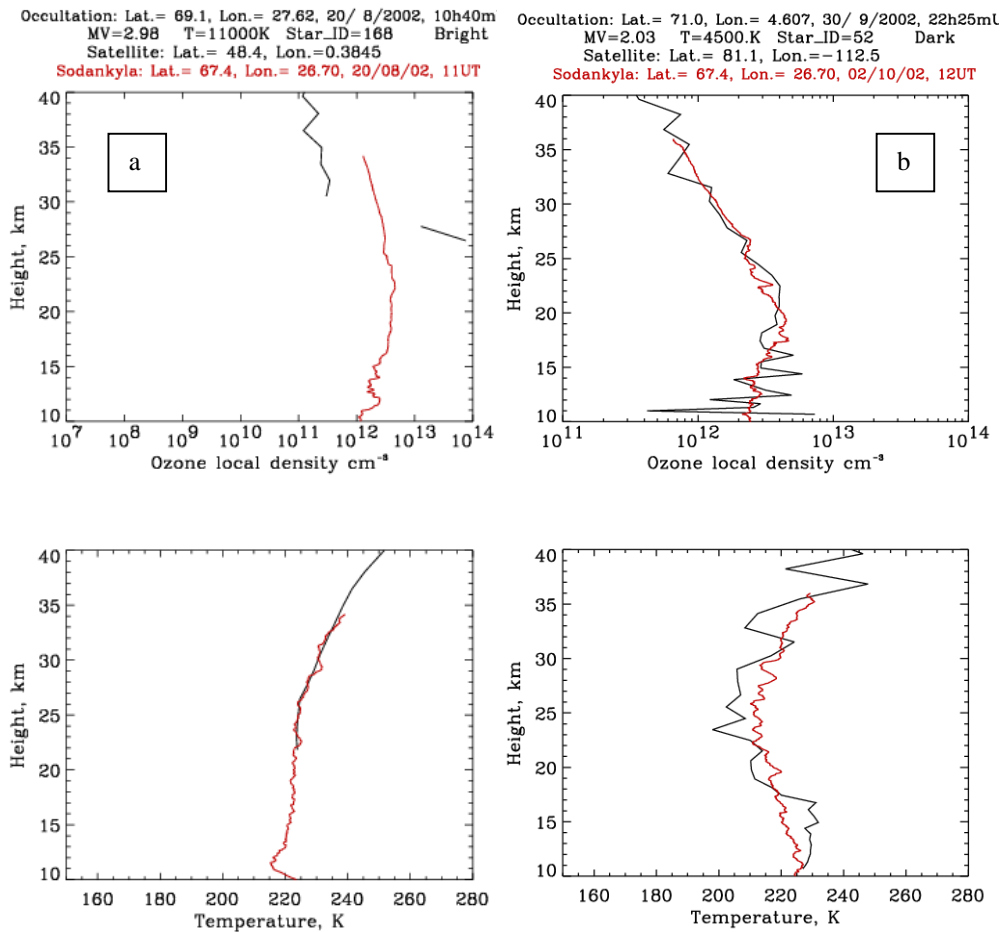 Occultation: Lat.= 69.1, Lon.= 27.62, 20/ 8/2002, 10h40m
MV=2.98 T=11000K Star_ID=168 Bright
Satellite: Lat.= 48.4, Lon.=0.3845
Sodankyla: Lat.= 67.4, Lon.= 26.70, 20/08/02, 11UT
40
35
30
25
20
15
10
Height, km
a
10^7 10^8 10^9 10^10 10^11 10^12 10^13 10^14
Ozone local density cm^-3
Occultation: Lat.= 71.0, Lon.= 4.607, 30/ 9/2002, 22h25mU
MV=2.03 T=4500.K Star_ID=52 Dark
Satellite: Lat.= 81.1, Lon.=-112.5
Sodankyla: Lat.= 67.4, Lon.= 26.70, 02/10/02, 12UT
40
35
30
25
20
15
10
Height, km
b
10^11 10^12 10^13 10^14
Ozone local density cm^-3
40
35
30
25
20
15
10
Height, km
160 180 200 220 240 260 280
Temperature, K
40
35
30
25
20
15
10
Height, km
160 180 200 220 240 260 280
Temperature, K